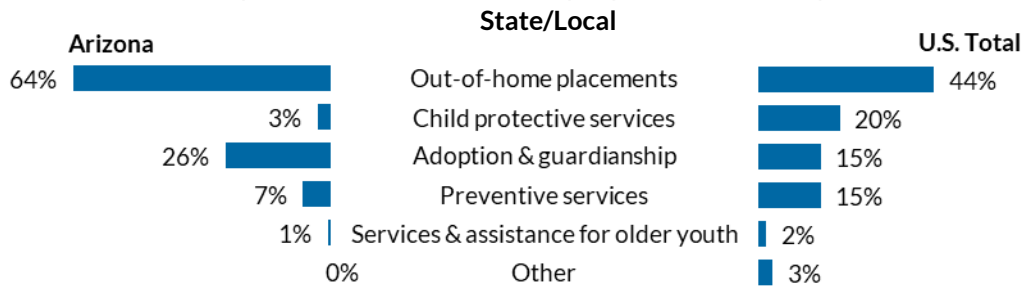 State/Local
Arizona U.S. Total
64% Out-of-home placements 44%
3% Child protective services 20%
26% Adoption & guardianship 15%
7% Preventive services 15%
1% Services & assistance for older youth 2%
0% Other 3%